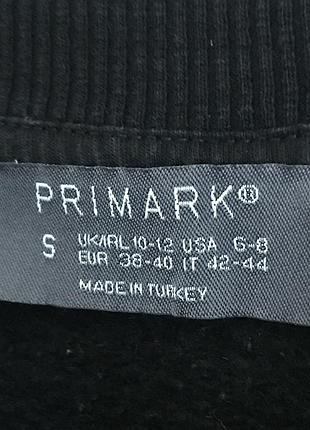 PRIMARK®
S UK/IRL 10-12 USA 6-8
EUR 38-40 IT 42-44
MADE IN TURKEY